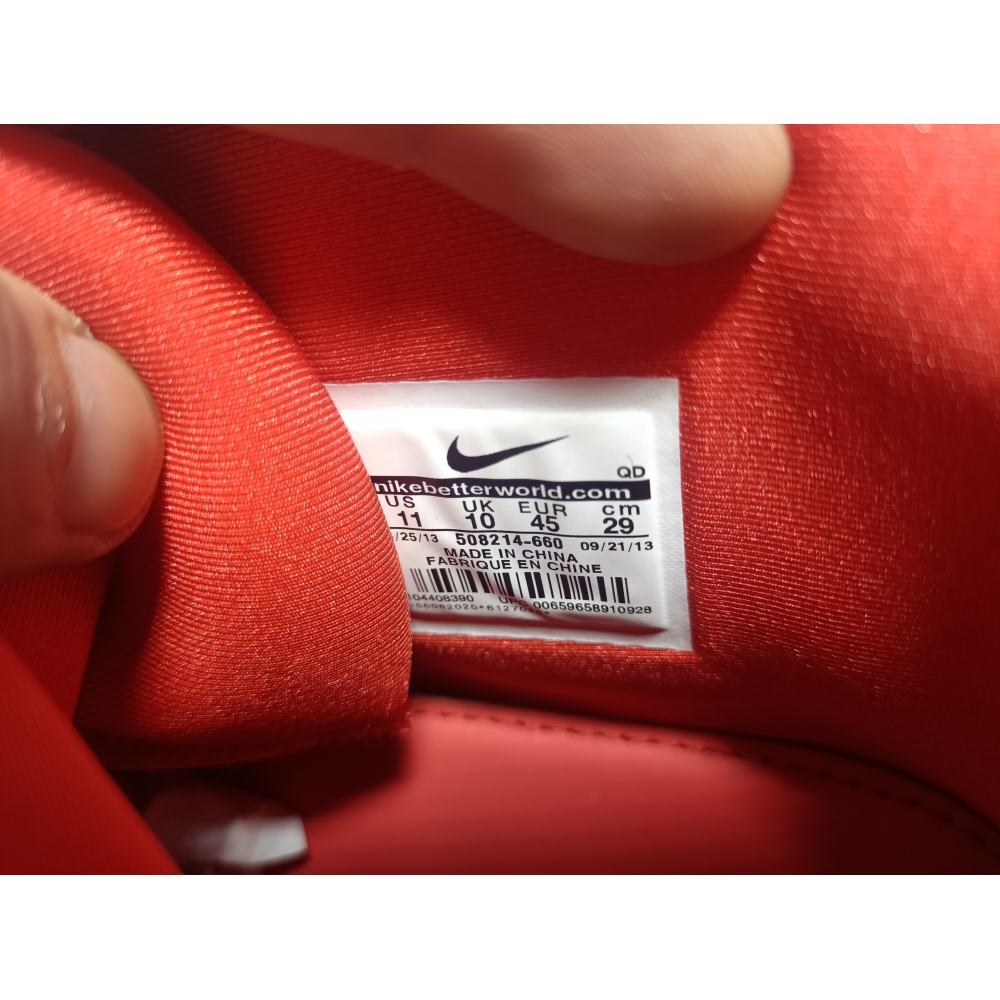 QD
nikebetterworld.com
US UK EUR cm
11 10 45 29
/25/13 508214-660 09/21/13
MADE IN CHINA
FABRIQUE EN CHINE
104408390 00659658910928